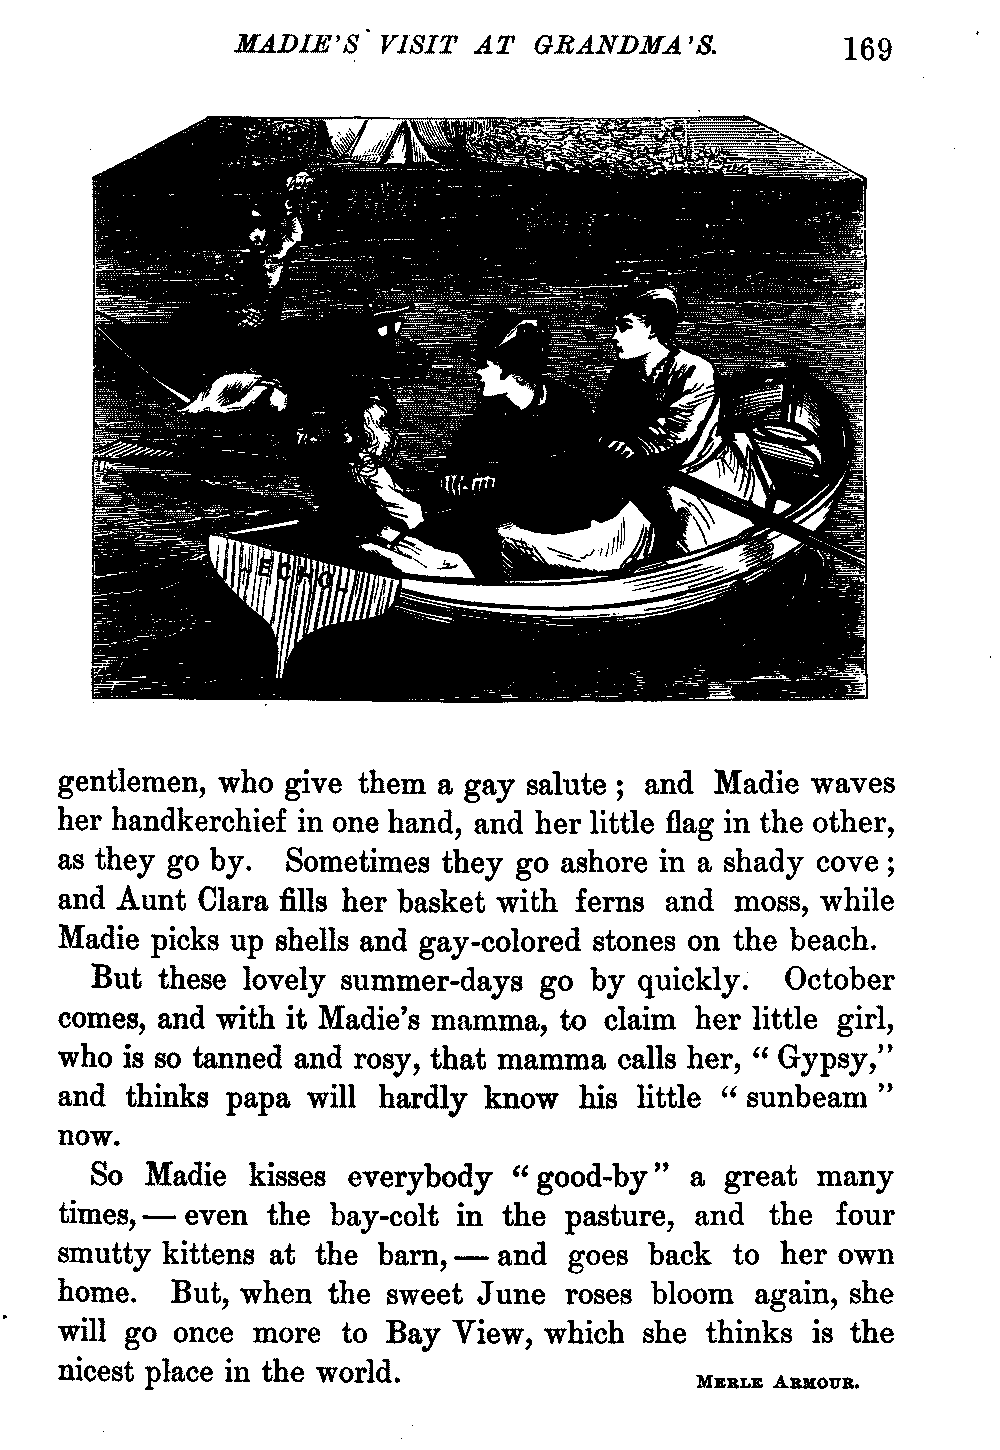 MADIE'S VISIT AT GRANDMA'S. 169
ECHO
gentlemen, who give them a gay salute ; and Madie waves
her handkerchief in one hand, and her little flag in the other,
as they go by. Sometimes they go ashore in a shady cove ;
and Aunt Clara fills her basket with ferns and moss, while
Madie picks up shells and gay-colored stones on the beach.
But these lovely summer-days go by quickly. October
comes, and with it Madie's mamma, to claim her little girl,
who is so tanned and rosy, that mamma calls her, “ Gypsy,”
and thinks papa will hardly know his little “ sunbeam ”
now.
So Madie kisses everybody “ good-by ” a great many
times, — even the bay-colt in the pasture, and the four
smutty kittens at the barn, — and goes back to her own
home. But, when the sweet June roses bloom again, she
will go once more to Bay View, which she thinks is the
nicest place in the world.
MERLE ARMOUR.